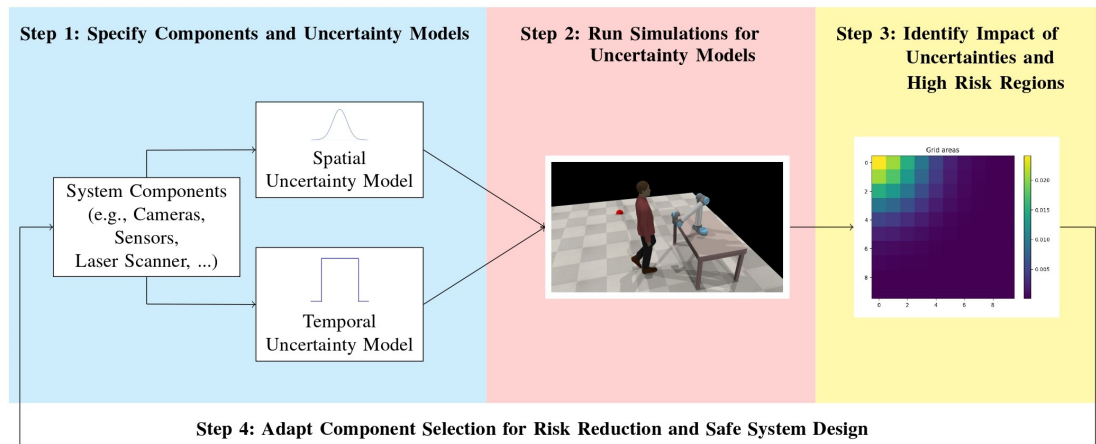 Step 1: Specify Components and Uncertainty Models
System Components
(e.g., Cameras,
Sensors,
Laser Scanner, ...)
Spatial
Uncertainty Model
Temporal
Uncertainty Model
Step 2: Run Simulations for
Uncertainty Models
Step 3: Identify Impact of
Uncertainties and
High Risk Regions
Grid areas
0
2
4
6
8
0 2 4 6 8
0.020
0.015
0.010
0.005
Step 4: Adapt Component Selection for Risk Reduction and Safe System Design